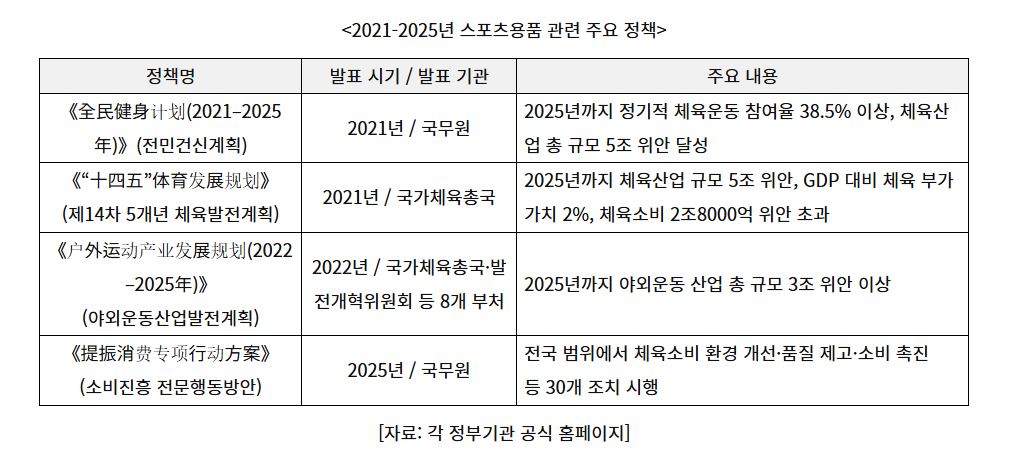 <2021-2025년 스포츠용품 관련 주요 정책>
정책명
발표 시기 / 발표 기관
주요 내용
《全民健身计划(2021–2025
年)》(전민건신계획)
2021년 / 국무원
2025년까지 정기적 체육운동 참여율 38.5% 이상, 체육산
업 총 규모 5조 위안 달성
《“十四五”体育发展规划》
(제14차 5개년 체육발전계획)
2021년 / 국가체육총국
2025년까지 체육산업 규모 5조 위안, GDP 대비 체육 부가
가치 2%, 체육소비 2조8000억 위안 초과
《户外运动产业发展规划(2022
–2025年)》
(야외운동산업발전계획)
2022년 / 국가체육총국·발
전개혁위원회 등 8개 부처
2025년까지 야외운동 산업 총 규모 3조 위안 이상
《提振消费专项行动方案》
(소비진흥 전문행동방안)
2025년 / 국무원
전국 범위에서 체육소비 환경 개선·품질 제고·소비 촉진
등 30개 조치 시행
[자료: 각 정부기관 공식 홈페이지]